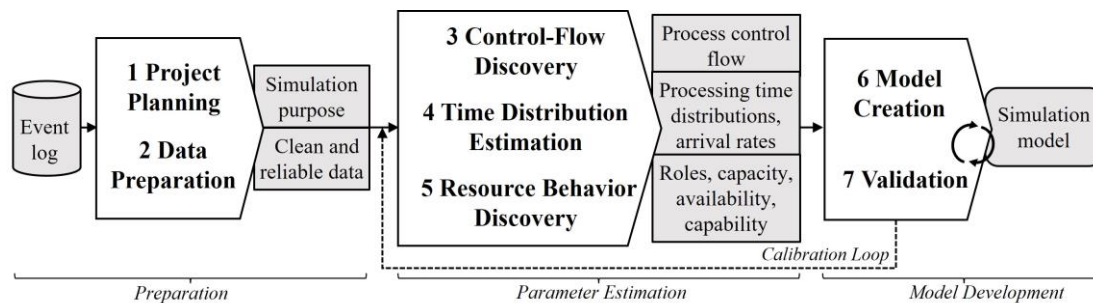 Event
log
1 Project
Planning
2 Data
Preparation
Simulation
purpose
Clean and
reliable data
3 Control-Flow
Discovery
4 Time Distribution
Estimation
5 Resource Behavior
Discovery
Process control
flow
Processing time
distributions,
arrival rates
Roles, capacity,
availability,
capability
6 Model
Creation
7 Validation
Simulation
model
Calibration Loop
Preparation
Parameter Estimation
Model Development